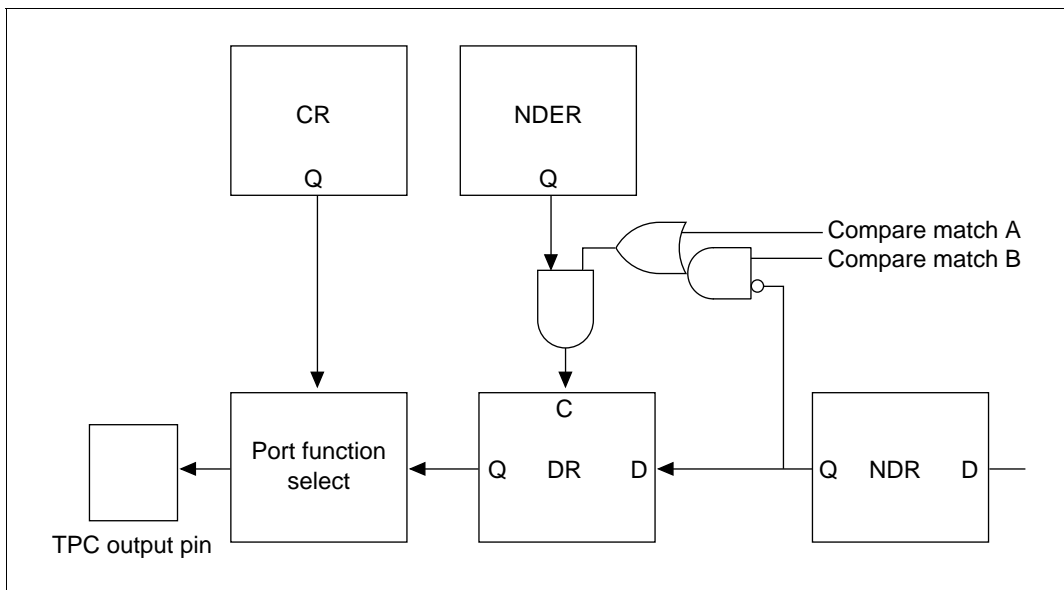 CR
Q
NDER
Q
Compare match A
Compare match B
C
Port function
select
Q DR D
Q NDR D
TPC output pin